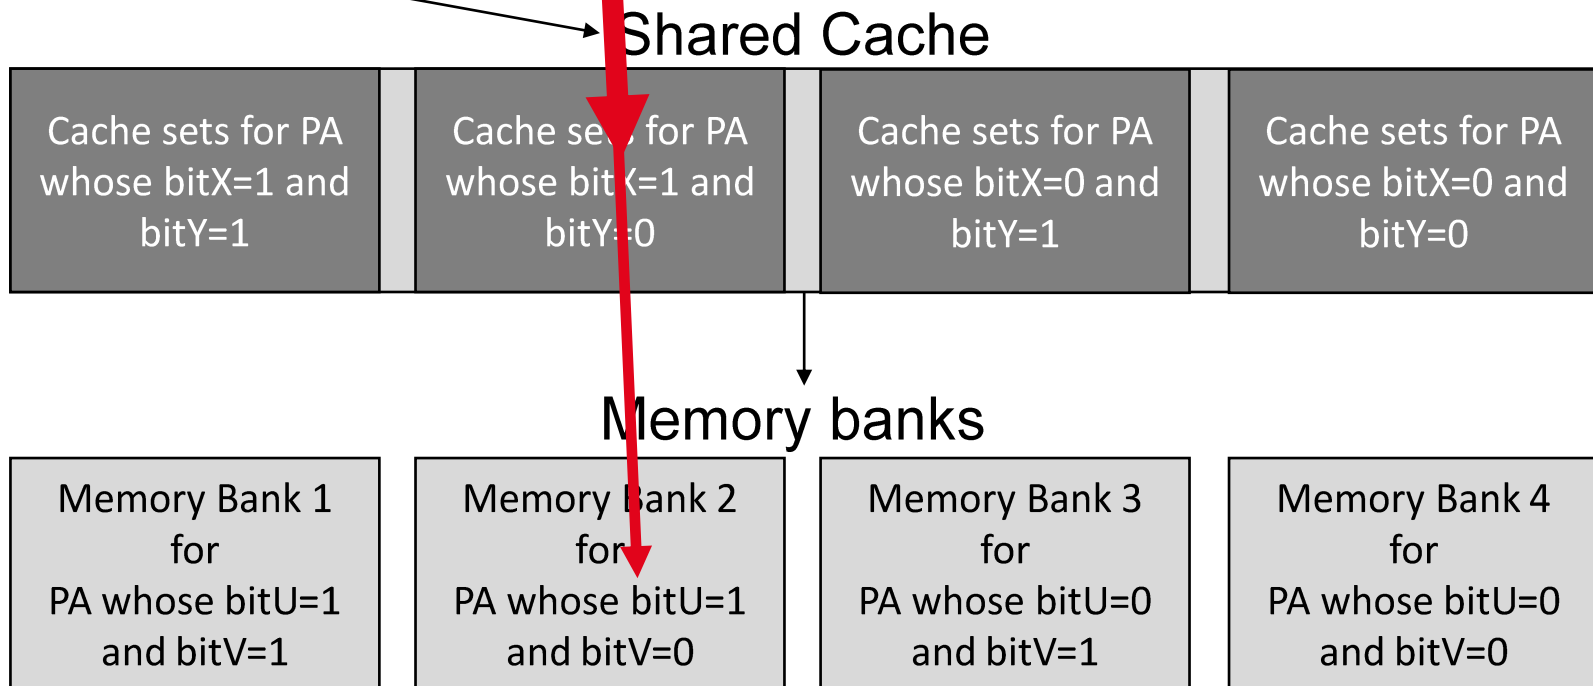 Shared Cache
Cache sets for PA
whose bitX=1 and
bitY=1
Cache sets for PA
whose bitX=1 and
bitY=0
Cache sets for PA
whose bitX=0 and
bitY=1
Cache sets for PA
whose bitX=0 and
bitY=0
Memory banks
Memory Bank 1
for
PA whose bitU=1
and bitV=1
Memory Bank 2
for
PA whose bitU=1
and bitV=0
Memory Bank 3
for
PA whose bitU=0
and bitV=1
Memory Bank 4
for
PA whose bitU=0
and bitV=0